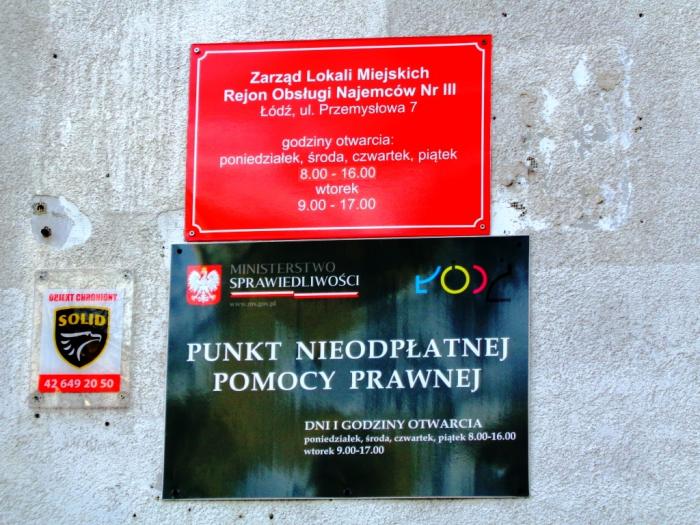 Zarząd Lokali Miejskich
Rejon Obsługi Najemców Nr III
Łódź, ul. Przemysłowa 7
godziny otwarcia:
poniedziałek, środa, czwartek, piątek
8.00 - 16.00
wtorek
9.00 - 17.00
MINISTERSTWO
SPRAWIEDLIWOŚCI
www.ms.gov.pl
ŁÓDŹ
PUNKT NIEODPŁATNEJ
POMOCY PRAWNEJ
DNI I GODZINY OTWARCIA
poniedziałek, środa, czwartek, piątek 8.00-16.00
wtorek 9.00-17.00
OBIEKT CHRONIONY
SOLID
42 649 20 50